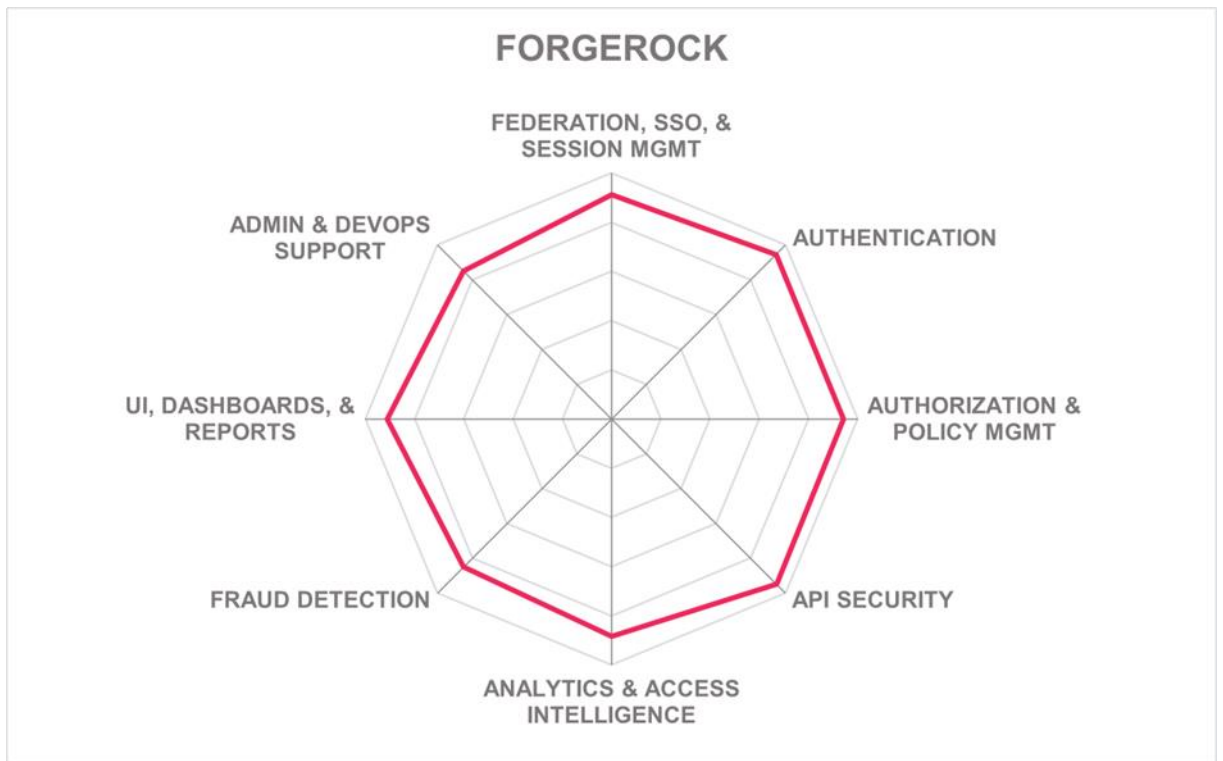 FORGEROCK
FEDERATION, SSO, &
SESSION MGMT
ADMIN & DEVOPS
SUPPORT
AUTHENTICATION
UI, DASHBOARDS, &
REPORTS
AUTHORIZATION &
POLICY MGMT
FRAUD DETECTION
API SECURITY
ANALYTICS & ACCESS
INTELLIGENCE